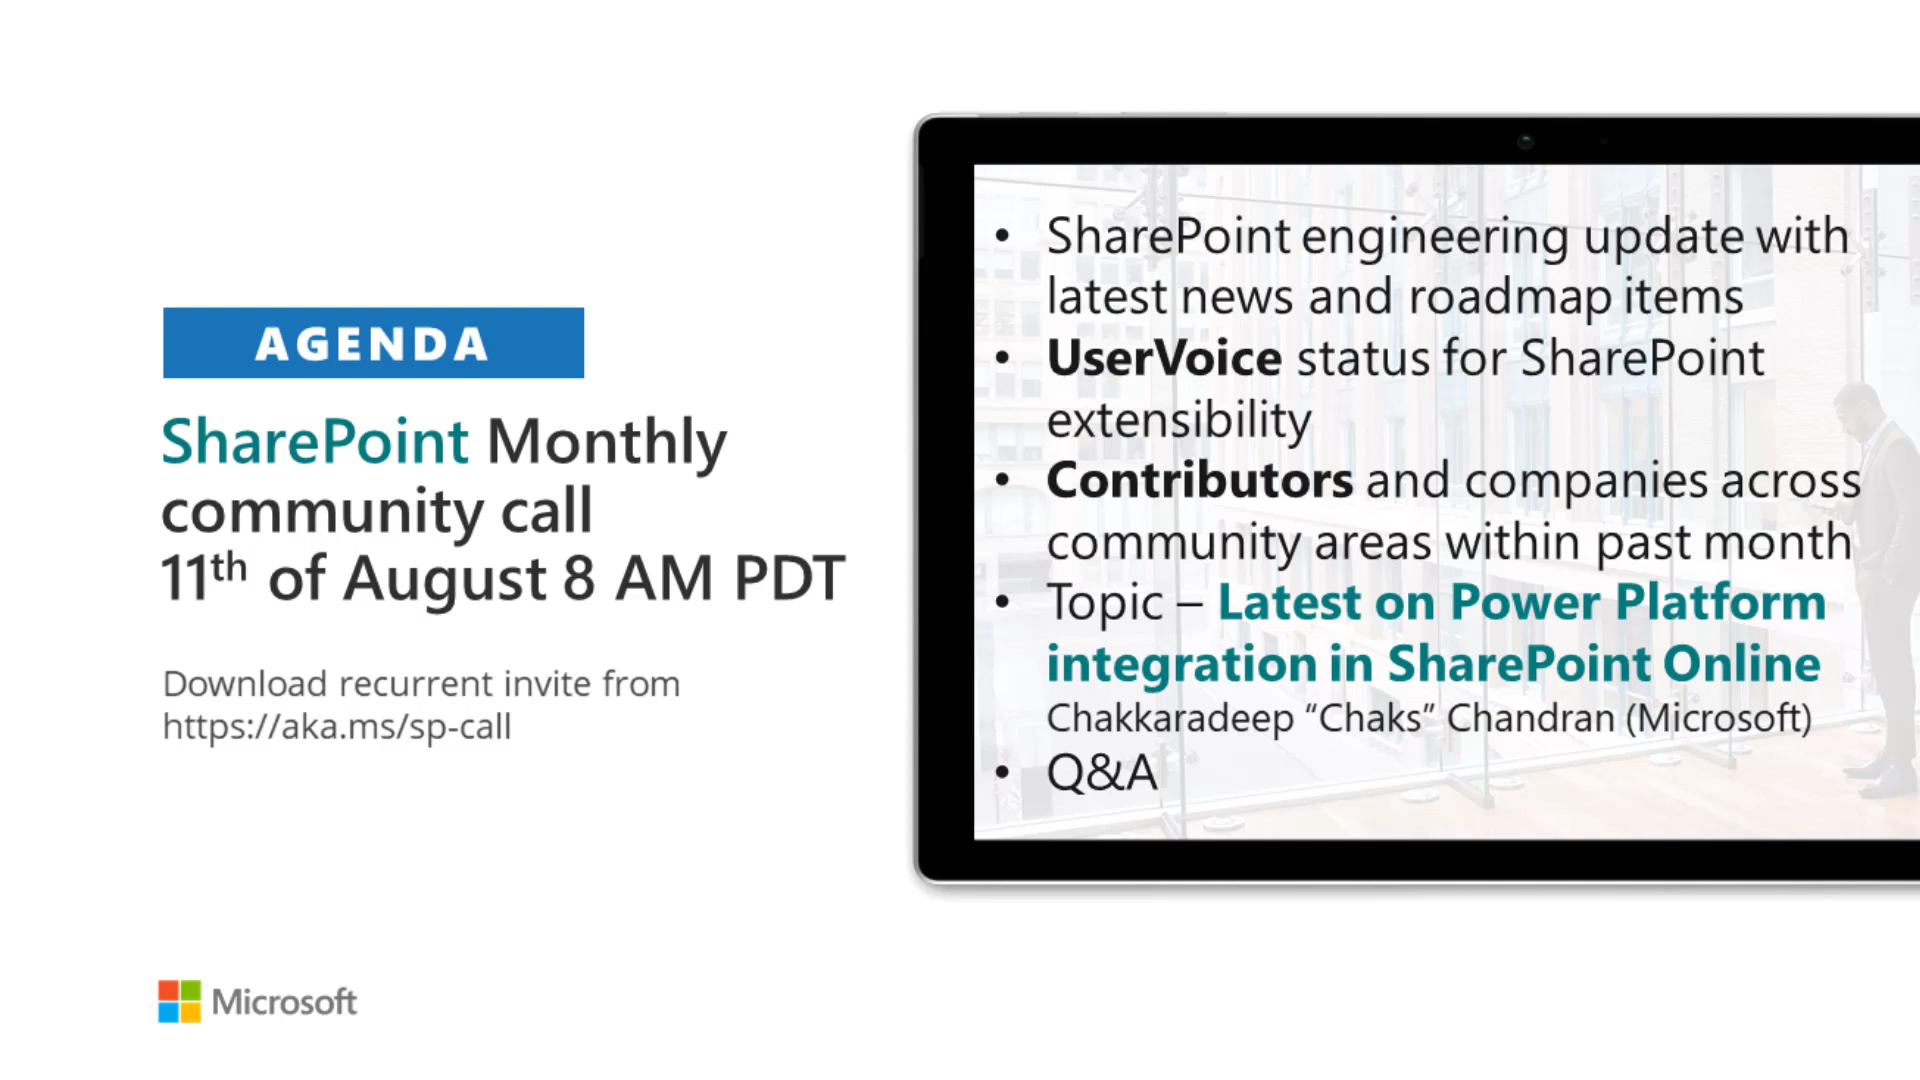 AGENDA
SharePoint Monthly
community call
11th of August 8 AM PDT
Download recurrent invite from
https://aka.ms/sp-call
Microsoft
• SharePoint engineering update with
latest news and roadmap items
• UserVoice status for SharePoint
extensibility
• Contributors and companies across
community areas within past month
• Topic – Latest on Power Platform
integration in SharePoint Online
Chakkaradeep “Chaks” Chandran (Microsoft)
• Q&A